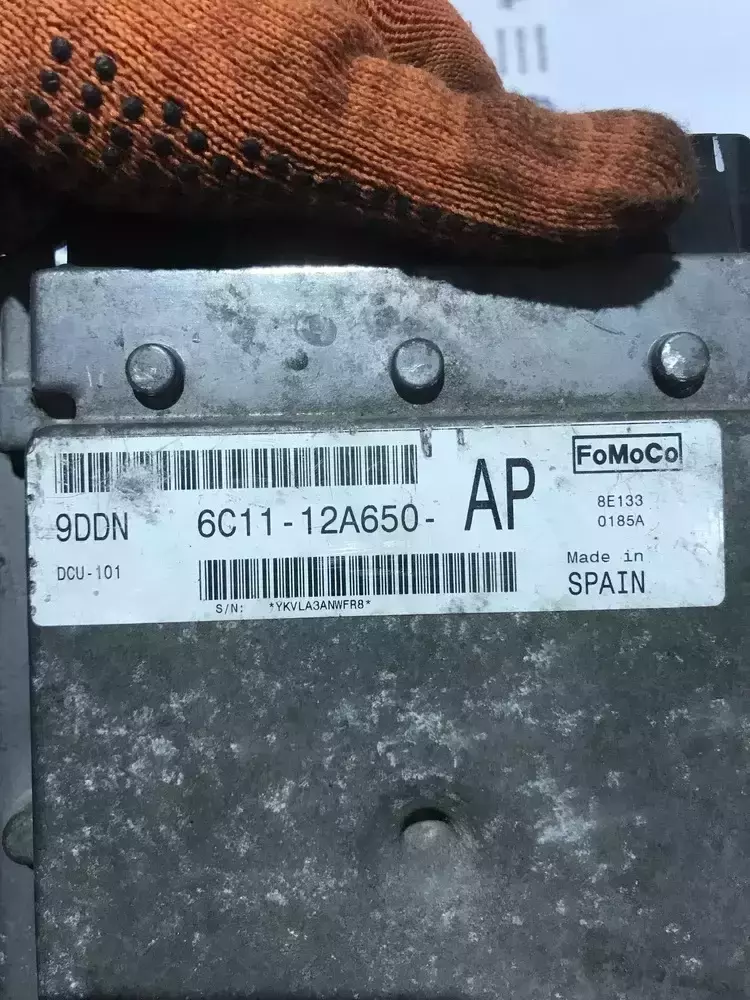 FoMoCo
9DDN 6C11-12A650- AP
8E133
0185A
DCU-101
Made in
SPAIN
S/N: *YKVLA3ANWFR8*